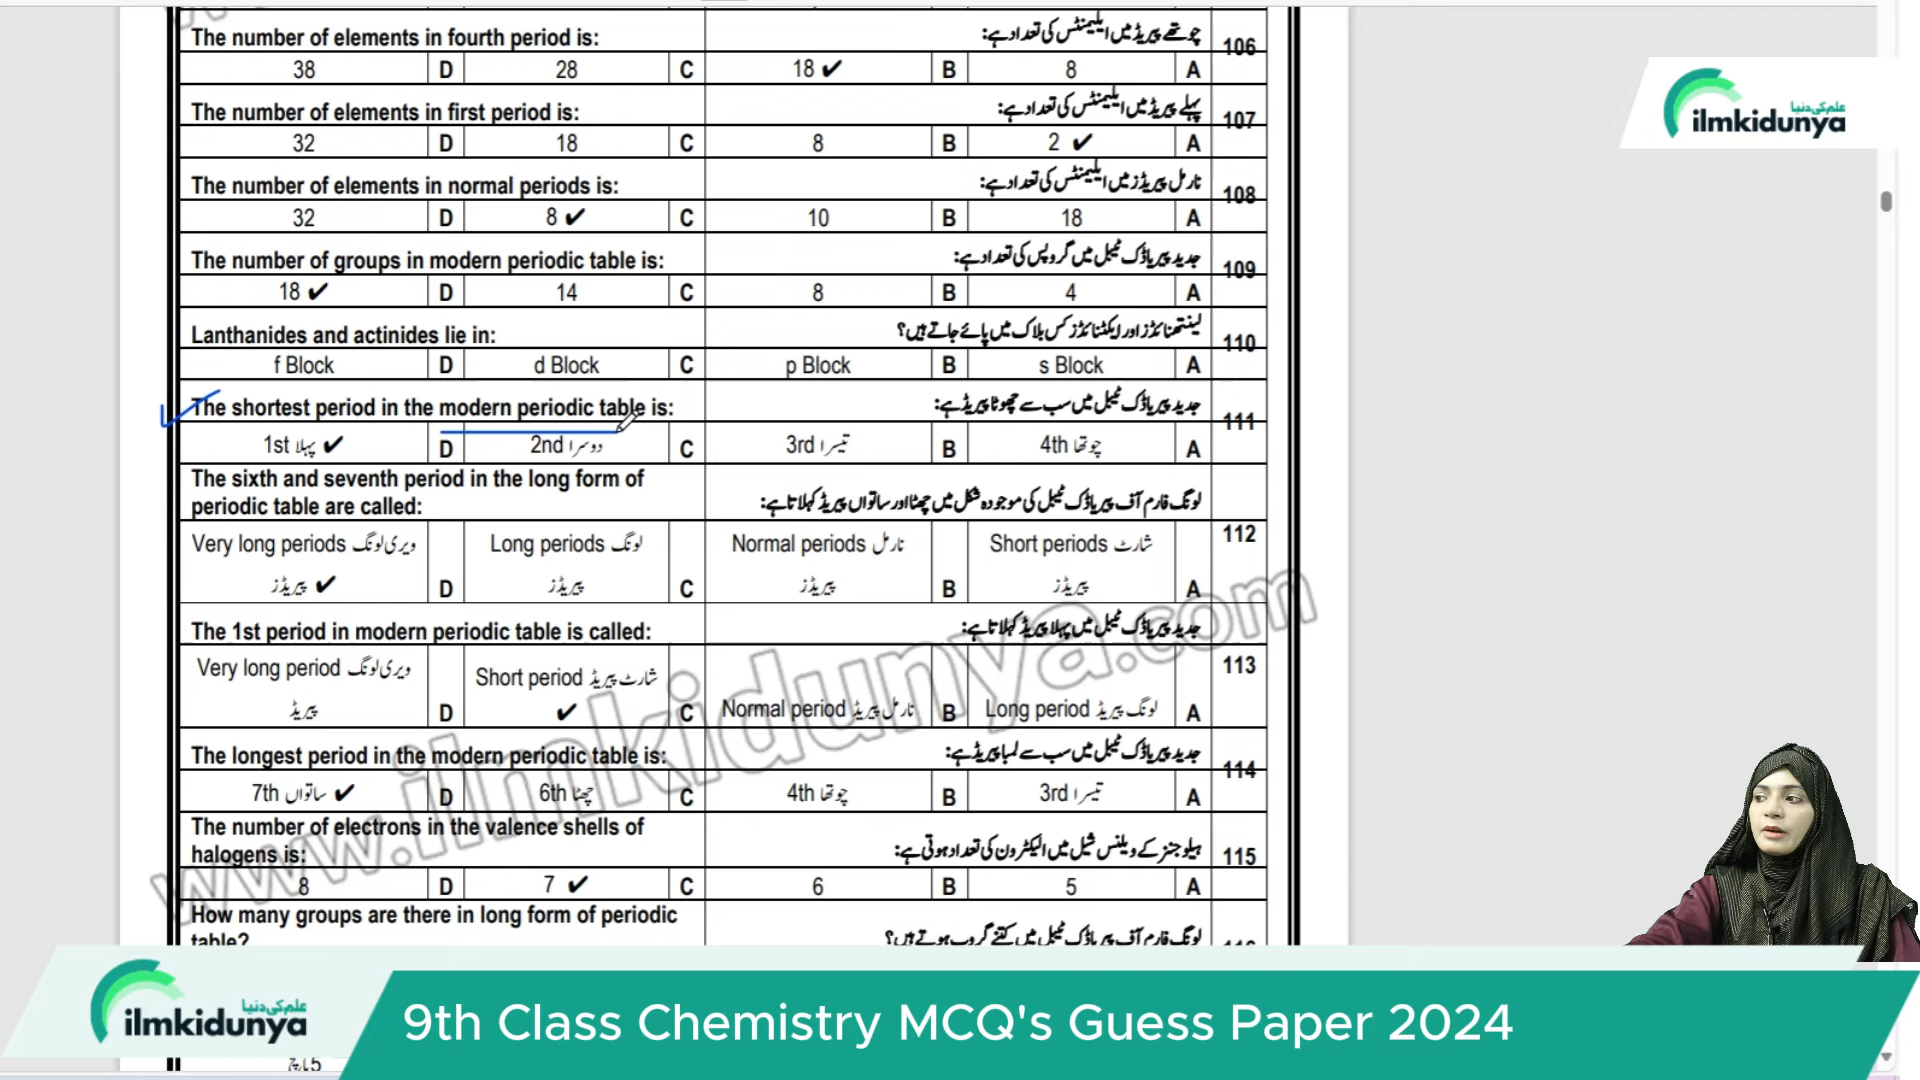 The number of elements in fourth period is:
چوتھے پیریڈ میں ایلیمنٹس کی تعداد ہے:
106
38 D 28 C 18 ✔ B 8 A
The number of elements in first period is:
پہلے پیریڈ میں ایلیمنٹس کی تعداد ہے:
107
32 D 18 C 8 B 2 ✔ A
The number of elements in normal periods is:
نارمل پیریڈز میں ایلیمنٹس کی تعداد ہے:
108
32 D 8 ✔ C 10 B 18 A
The number of groups in modern periodic table is:
جدید پیریاڈک ٹیبل میں گروپس کی تعداد ہے:
109
18 ✔ D 14 C 8 B 4 A
Lanthanides and actinides lie in:
لینتھنائڈز اور ایکٹنائڈز کس بلاک میں پائے جاتے ہیں؟
110
f Block D d Block C p Block B s Block A
The shortest period in the modern periodic table is:
جدید پیریاڈک ٹیبل میں سب سے چھوٹا پیریڈ ہے:
111
1st پہلا ✔ D 2nd دوسرا C 3rd تیسرا B 4th چوتھا A
The sixth and seventh period in the long form of
periodic table are called:
لونگ فارم آف پیریاڈک ٹیبل کی موجودہ شکل میں چھٹا اور ساتواں پیریڈ کہلاتا ہے:
112
Very long periods ویری لونگ Long periods لونگ Normal periods نارمل Short periods شارٹ
پیریڈز ✔ D پیریڈز C پیریڈز B پیریڈز A
The 1st period in modern periodic table is called:
جدید پیریاڈک ٹیبل میں پہلا پیریڈ کہلاتا ہے:
113
Very long period ویری لونگ Short period شارٹ پیریڈ
پیریڈ D ✔ C Normal period نارمل پیریڈ B Long period لونگ پیریڈ A
The longest period in the modern periodic table is:
جدید پیریاڈک ٹیبل میں سب سے لمبا پیریڈ ہے:
114
7th ساتواں ✔ D 6th چھٹا C 4th چوتھا B 3rd تیسرا A
The number of electrons in the valence shells of
halogens is:
ہیلوجنز کے ویلنس شیل میں الیکٹرون کی تعداد ہوتی ہے:
115
8 D 7 ✔ C 6 B 5 A
How many groups are there in long form of periodic
table?
لونگ فارم آف پیریاڈک ٹیبل میں کتنے گروپ ہوتے ہیں؟
www.ilmkidunya.com
علم کی دنیا
ilmkidunya
علم کی دنیا
ilmkidunya
9th Class Chemistry MCQ's Guess Paper 2024